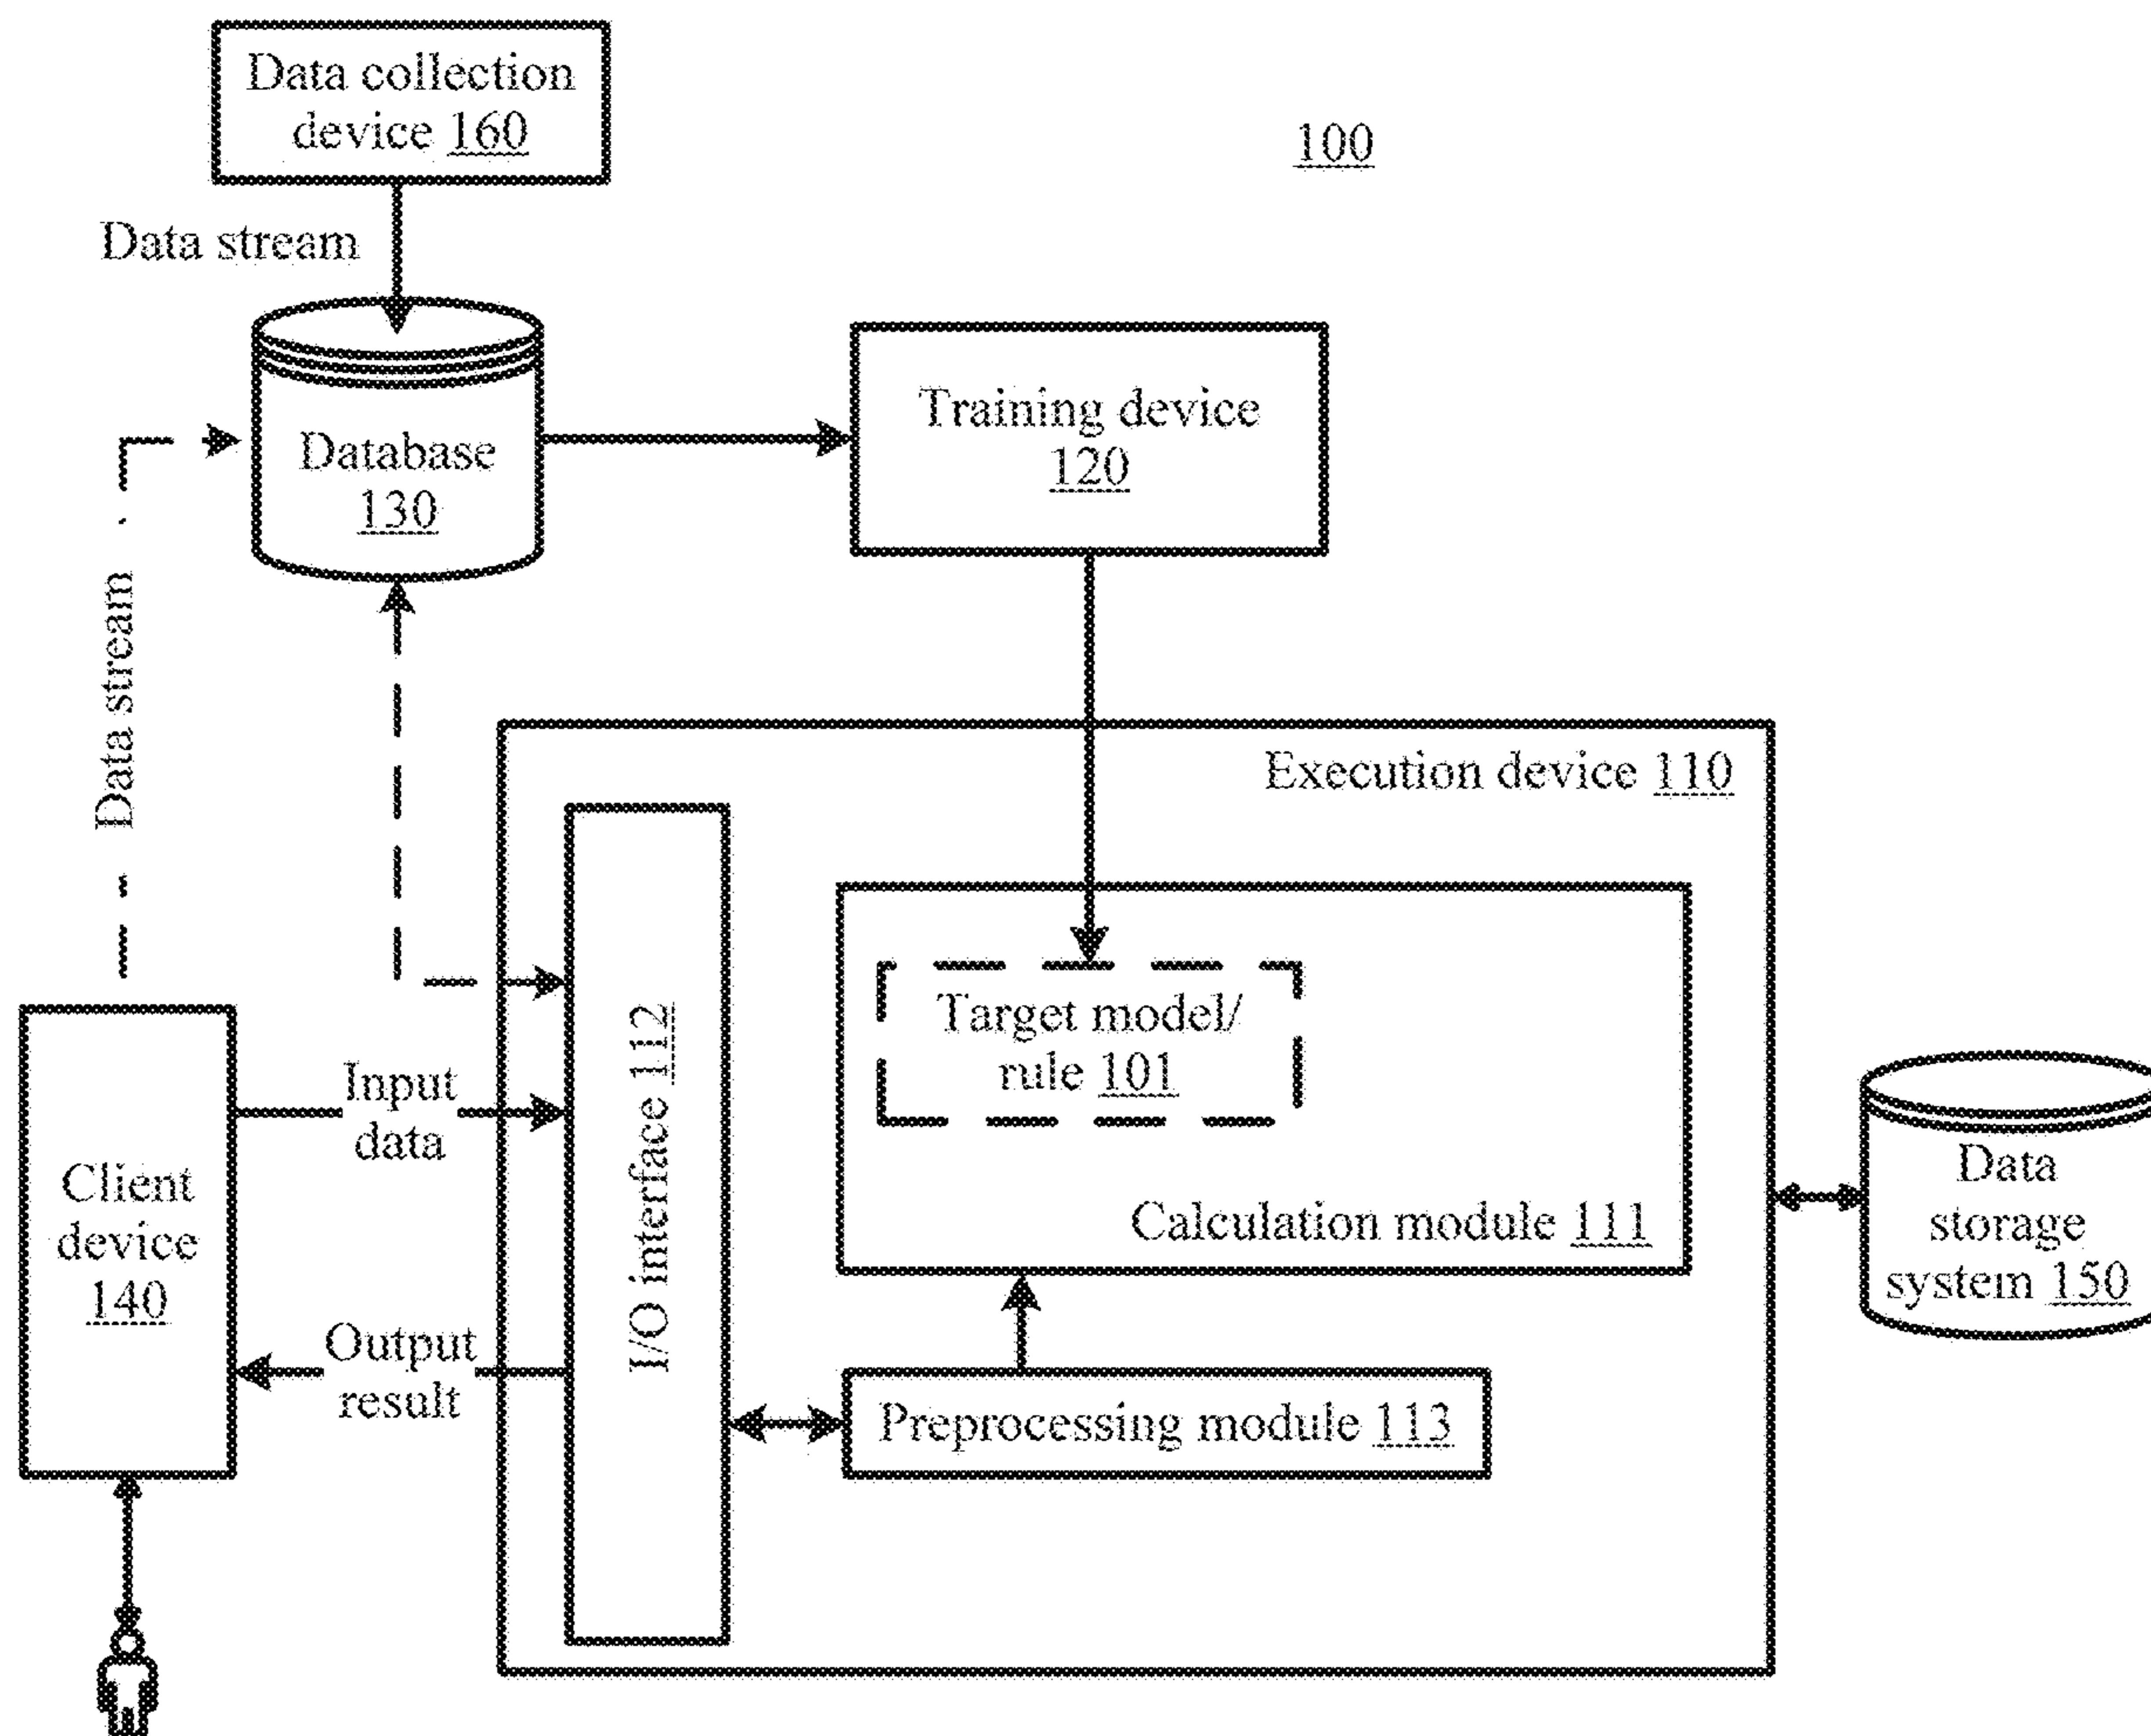 Data collection
device 160
100
Data stream
Database
130
Training device
120
Data stream
Execution device 110
I/O interface 112
Target model/
rule 101
Calculation module 111
Preprocessing module 113
Input
data
Output
result
Client
device
140
Data
storage
system 150